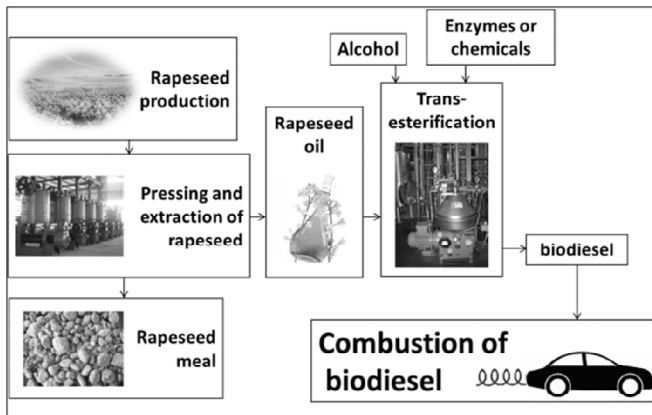 Rapeseed
production
Pressing and
extraction of
rapeseed
Rapeseed
meal
Rapeseed
oil
Alcohol
Enzymes or
chemicals
Trans-
esterification
biodiesel
Combustion of
biodiesel